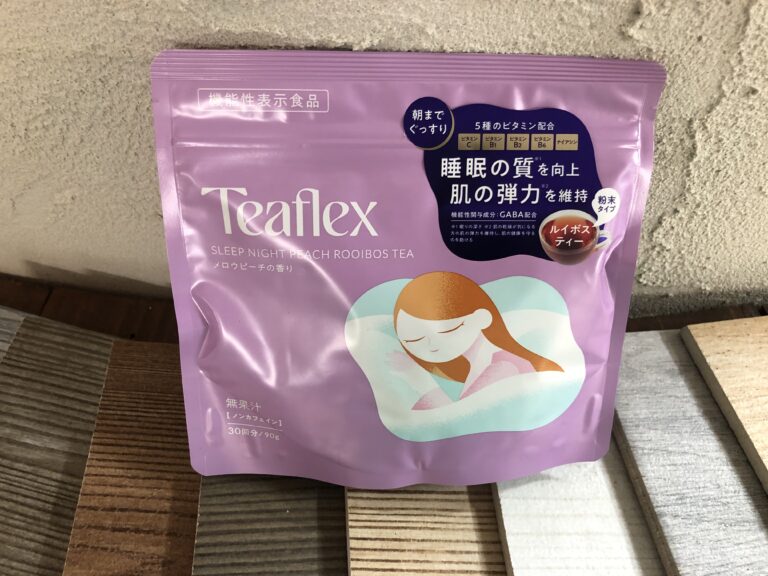 機能性表示食品
朝まで
ぐっすり
5種のビタミン配合
ビタミン
C
ビタミン
B1
ビタミン
B2
ビタミン
B6
ナイアシン
睡眠の質※1を向上
肌の弾力※2を維持
機能性関与成分:GABA配合
粉末
タイプ
ルイボス
ティー
Teaflex
SLEEP NIGHT PEACH ROOIBOS TEA
メロウピーチの香り
無果汁
【ノンカフェイン】
30回分/90g